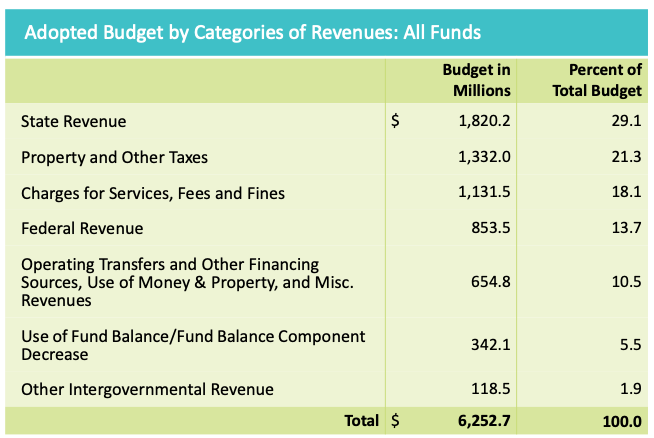 Adopted Budget by Categories of Revenues: All Funds
Budget in Percent of
Millions Total Budget
State Revenue $ 1,820.2 29.1
Property and Other Taxes 1,332.0 21.3
Charges for Services, Fees and Fines 1,131.5 18.1
Federal Revenue 853.5 13.7
Operating Transfers and Other Financing
Sources, Use of Money & Property, and Misc. 654.8 10.5
Revenues
Use of Fund Balance/Fund Balance Component
Decrease 342.1 5.5
Other Intergovernmental Revenue 118.5 1.9
Total $ 6,252.7 100.0